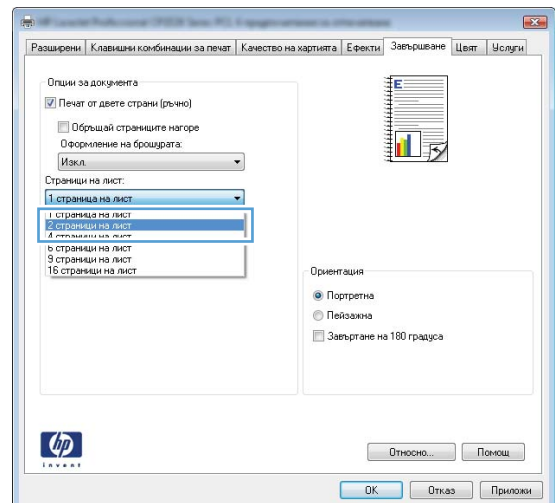 Разширени Клавишни комбинации за печат Качество на хартията Ефекти Завършване Цвят Услуги
Опции за документа
Печат от двете страни (ръчно)
Обръщай страниците нагоре
Оформление на брошурата:
Изкл.
Страници на лист:
1 страница на лист
1 страница на лист
2 страници на лист
4 страници на лист
6 страници на лист
9 страници на лист
16 страници на лист
E
Ориентация
Портретна
Пейзажна
Завъртане на 180 градуса
hp
invent
Относно... Помощ
OK Отказ Приложи